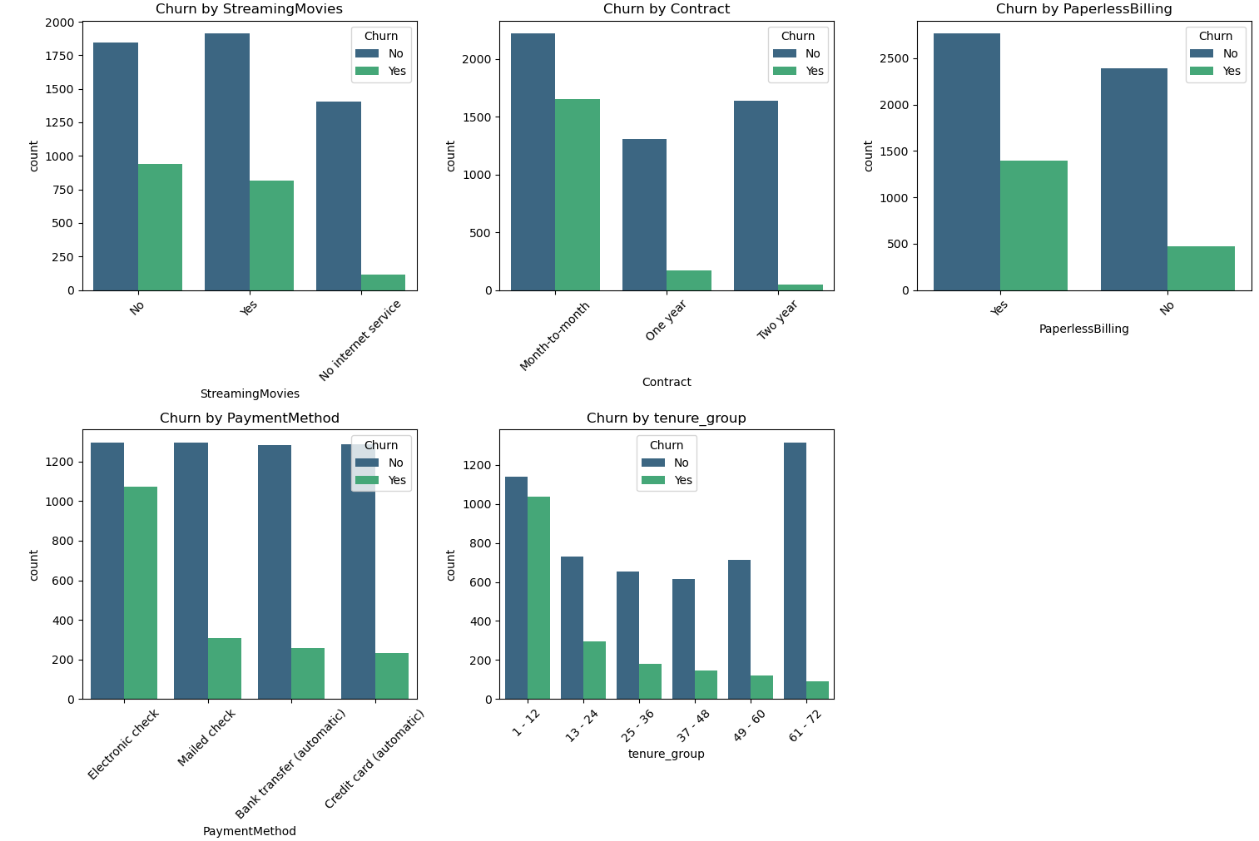 Churn by StreamingMovies
2000
1750
1500
1250
1000
750
500
250
0
count
Churn
No
Yes
No
Yes
No internet service
StreamingMovies
Churn by Contract
2000
1500
1000
500
0
count
Churn
No
Yes
Month-to-month
One year
Two year
Contract
Churn by PaperlessBilling
2500
2000
1500
1000
500
0
count
Churn
No
Yes
Yes
No
PaperlessBilling
Churn by PaymentMethod
1200
1000
800
600
400
200
0
count
Churn
No
Yes
Electronic check
Mailed check
Bank transfer (automatic)
Credit card (automatic)
PaymentMethod
Churn by tenure_group
1200
1000
800
600
400
200
0
count
Churn
No
Yes
1 - 12
13 - 24
25 - 36
37 - 48
49 - 60
61 - 72
tenure_group